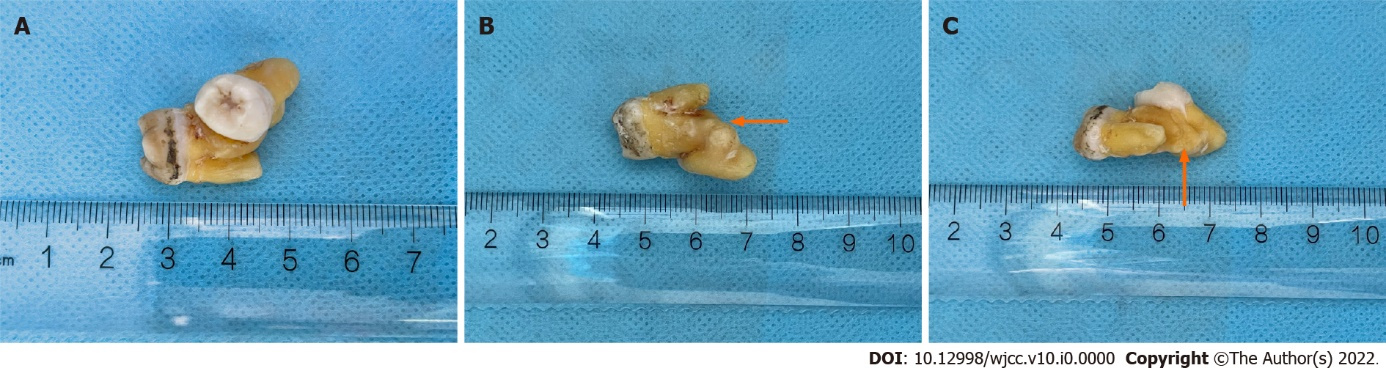 A
B
C
cm 1 2 3 4 5 6 7
2 3 4 5 6 7 8 9 10
2 3 4 5 6 7 8 9 10
DOI: 10.12998/wjcc.v10.i0.0000 Copyright ©The Author(s) 2022.